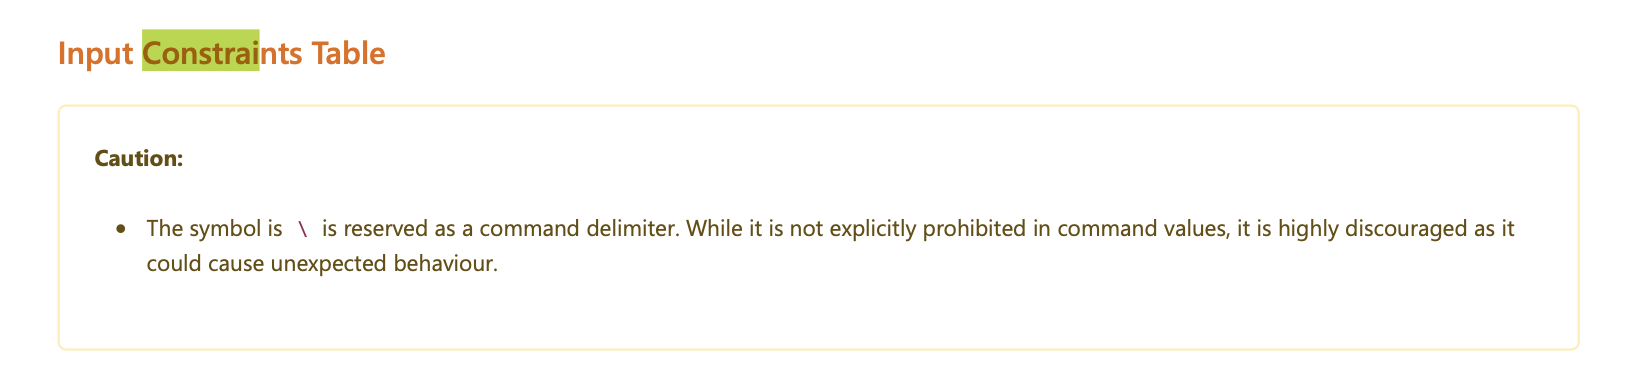 Input Constraints Table
Caution:
• The symbol is \ is reserved as a command delimiter. While it is not explicitly prohibited in command values, it is highly discouraged as it
could cause unexpected behaviour.